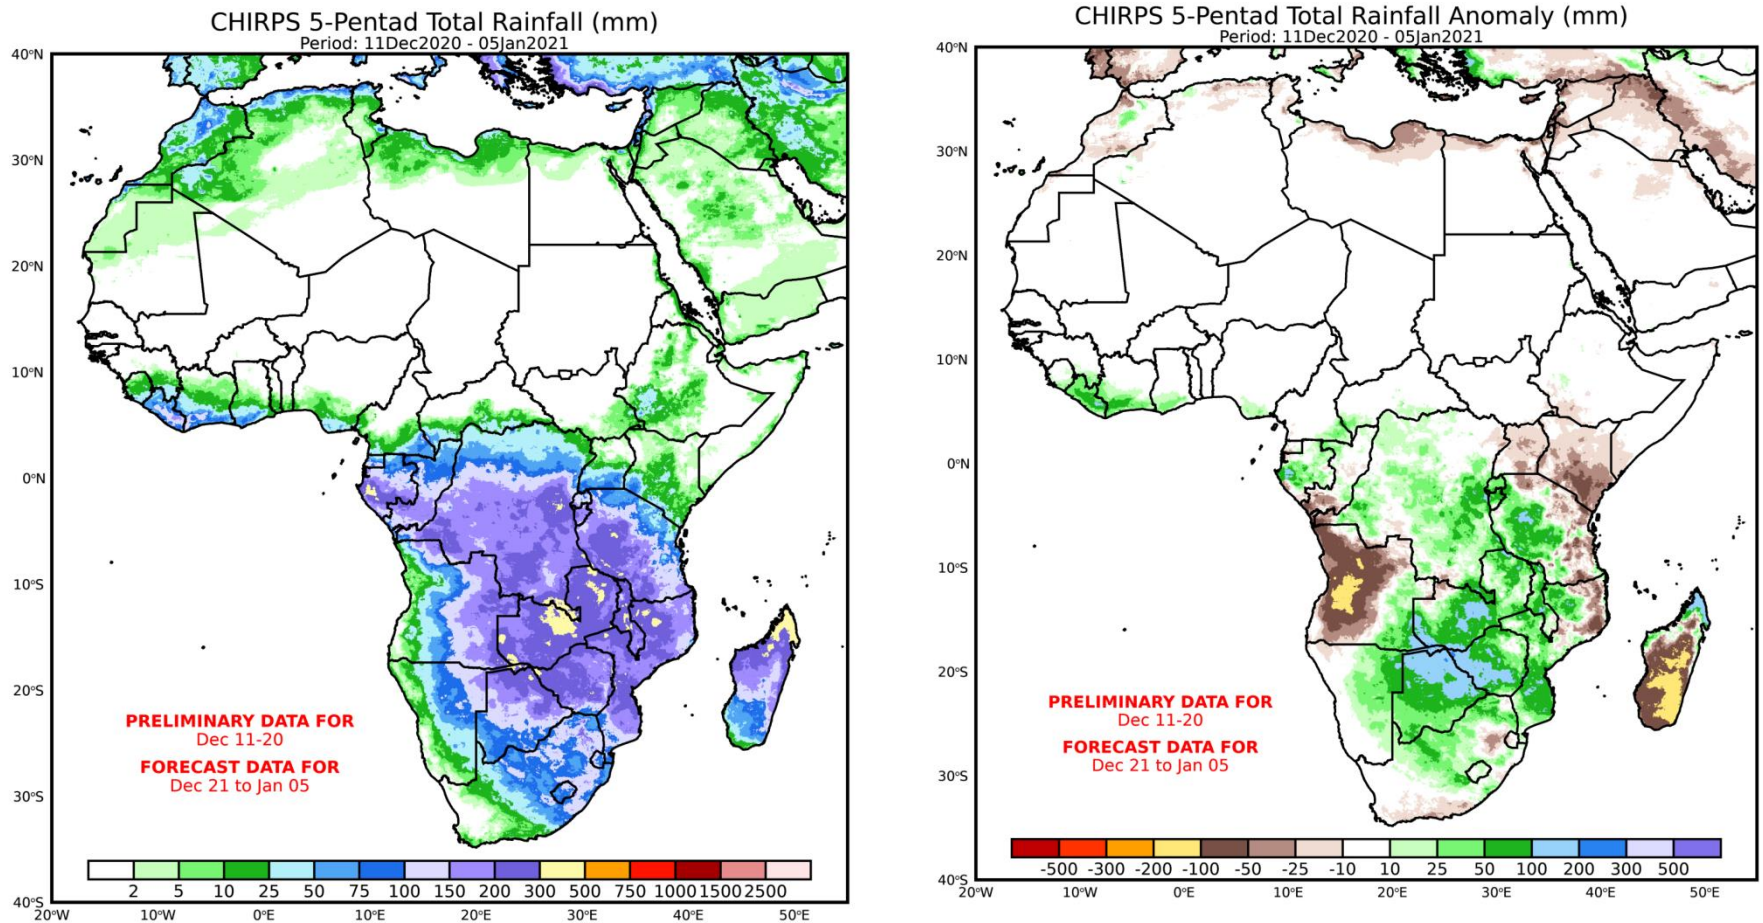 CHIRPS 5-Pentad Total Rainfall (mm)
Period: 11Dec2020 - 05Jan2021
40°N
30°N
20°N
10°N
0°N
10°S
20°S
30°S
40°S
PRELIMINARY DATA FOR
Dec 11-20
FORECAST DATA FOR
Dec 21 to Jan 05
2 5 10 25 50 75 100 150 200 300 500 750 1000 1500 2500
20°W 10°W 0°E 10°E 20°E 30°E 40°E 50°E
CHIRPS 5-Pentad Total Rainfall Anomaly (mm)
Period: 11Dec2020 - 05Jan2021
40°N
30°N
20°N
10°N
0°N
10°S
20°S
30°S
40°S
PRELIMINARY DATA FOR
Dec 11-20
FORECAST DATA FOR
Dec 21 to Jan 05
-500 -300 -200 -100 -50 -25 -10 10 25 50 100 200 300 500
20°W 10°W 0°E 10°E 20°E 30°E 40°E 50°E